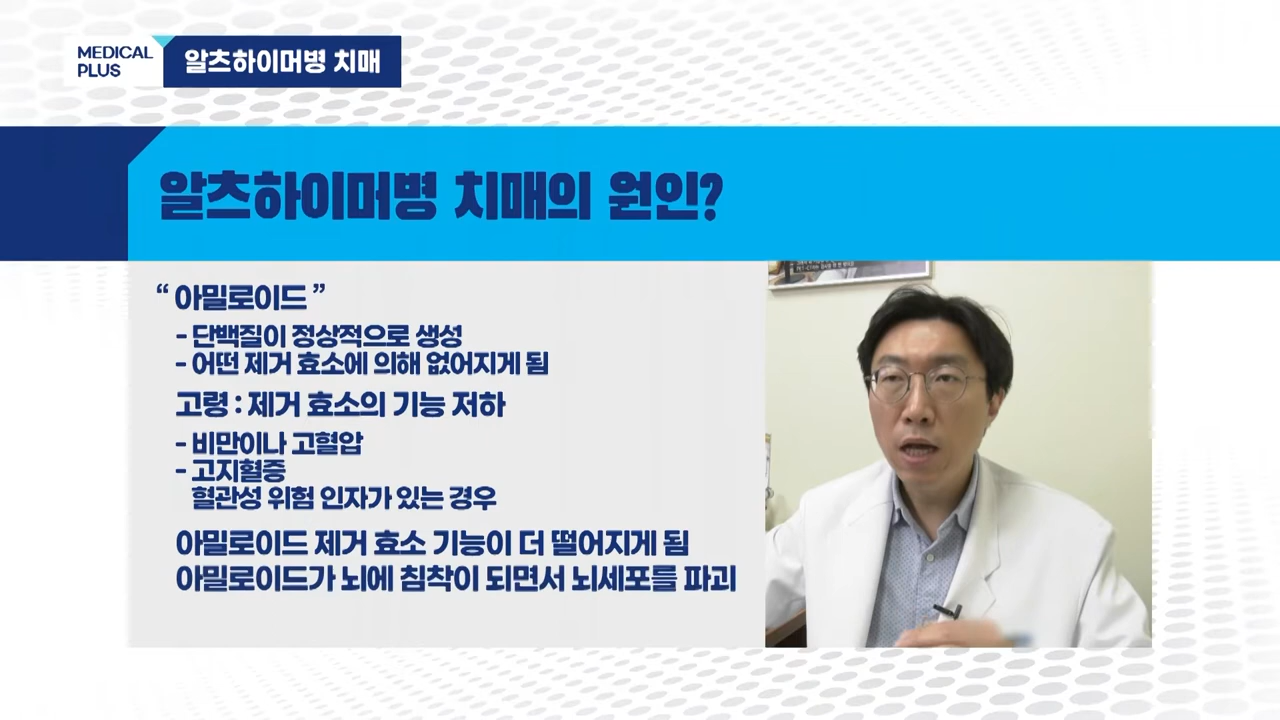 MEDICAL
PLUS
알츠하이머병 치매
알츠하이머병 치매의 원인?
“ 아밀로이드 ”
- 단백질이 정상적으로 생성
- 어떤 제거 효소에 의해 없어지게 됨
고령 : 제거 효소의 기능 저하
- 비만이나 고혈압
- 고지혈증
혈관성 위험 인자가 있는 경우
아밀로이드 제거 효소 기능이 더 떨어지게 됨
아밀로이드가 뇌에 침착이 되면서 뇌세포를 파괴